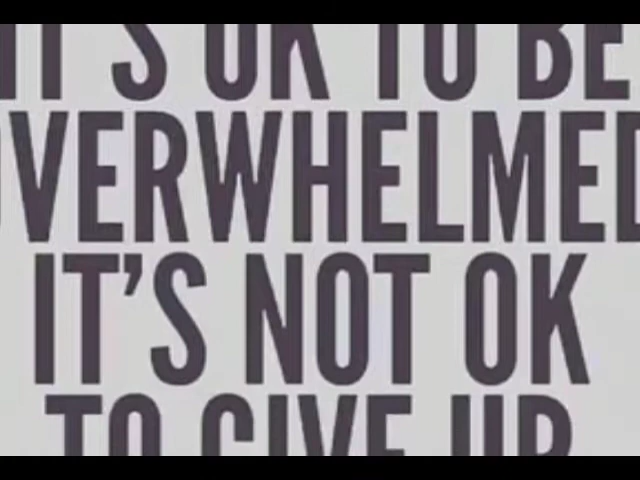 IT'S OK TO BE
OVERWHELMED
IT'S NOT OK
TO GIVE UP